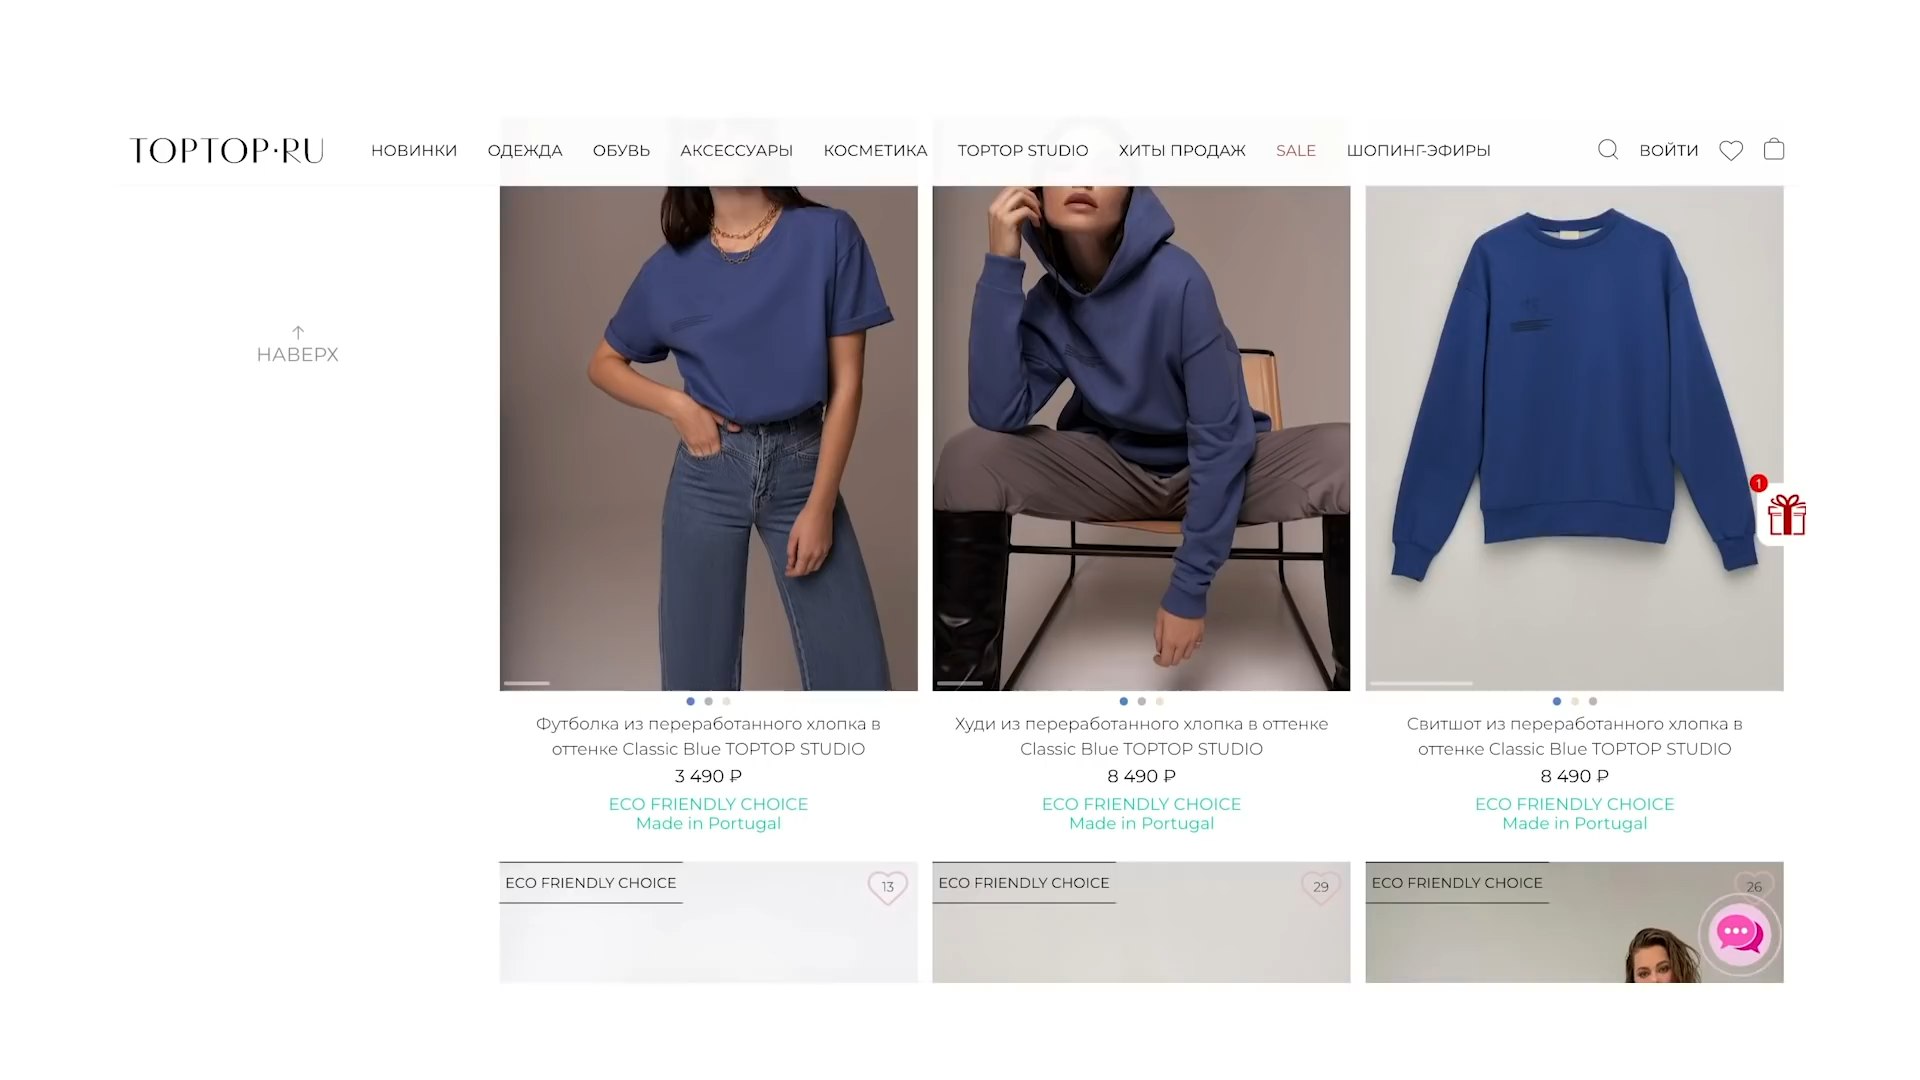 TOPTOP·RU
НОВИНКИ
ОДЕЖДА
ОБУВЬ
АКСЕССУАРЫ
КОСМЕТИКА
TOPTOP STUDIO
ХИТЫ ПРОДАЖ
SALE
ШОПИНГ-ЭФИРЫ
ВОЙТИ
НАВЕРХ
1
Футболка из переработанного хлопка в
оттенке Classic Blue TOPTOP STUDIO
3 490 ₽
ECO FRIENDLY CHOICE
Made in Portugal
Худи из переработанного хлопка в оттенке
Classic Blue TOPTOP STUDIO
8 490 ₽
ECO FRIENDLY CHOICE
Made in Portugal
Свитшот из переработанного хлопка в
оттенке Classic Blue TOPTOP STUDIO
8 490 ₽
ECO FRIENDLY CHOICE
Made in Portugal
ECO FRIENDLY CHOICE
13
ECO FRIENDLY CHOICE
29
ECO FRIENDLY CHOICE
26